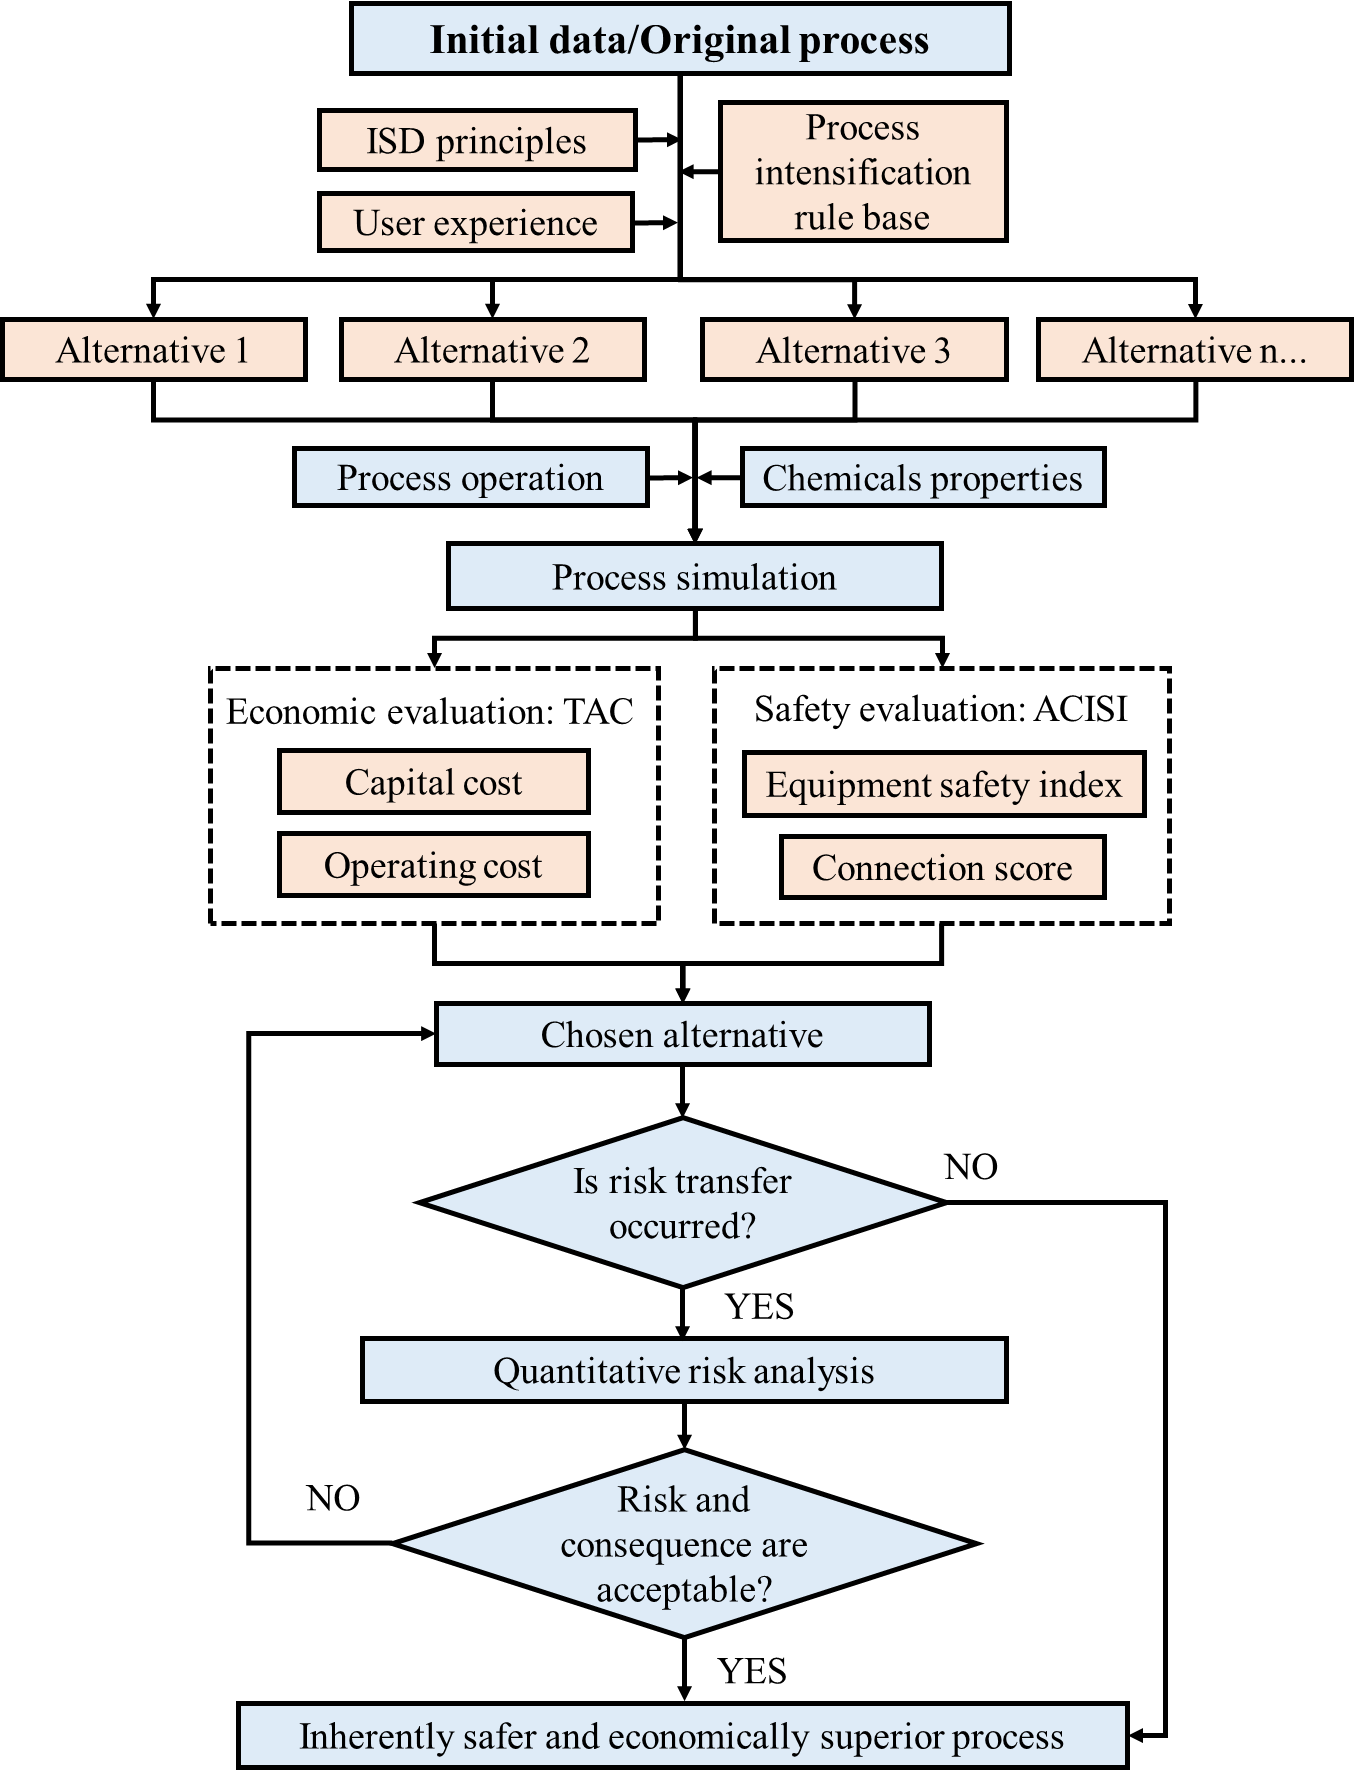 Initial data/Original process
ISD principles
Process
intensification
rule base
User experience
Alternative 1
Alternative 2
Alternative 3
Alternative n...
Process operation
Chemicals properties
Process simulation
Economic evaluation: TAC
Capital cost
Operating cost
Safety evaluation: ACISI
Equipment safety index
Connection score
Chosen alternative
Is risk transfer
occurred?
NO
YES
Quantitative risk analysis
Risk and
consequence are
acceptable?
NO
YES
Inherently safer and economically superior process